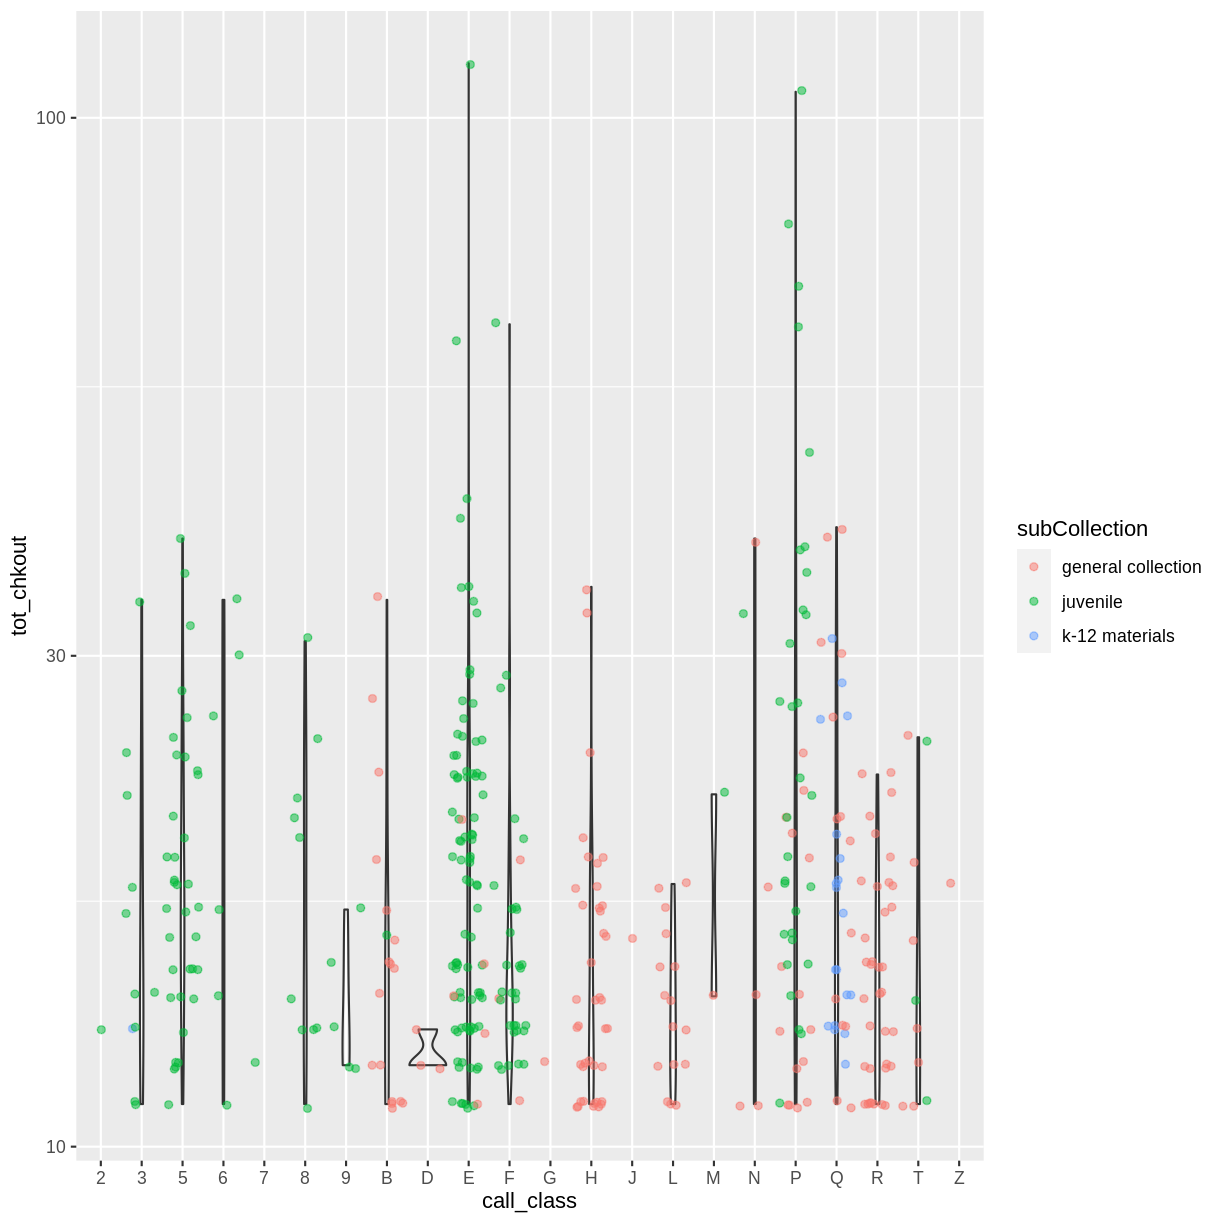 100
30
10
tot_chkout
2 3 5 6 7 8 9 B D E F G H J L M N P Q R T Z
call_class
subCollection
general collection
juvenile
k-12 materials